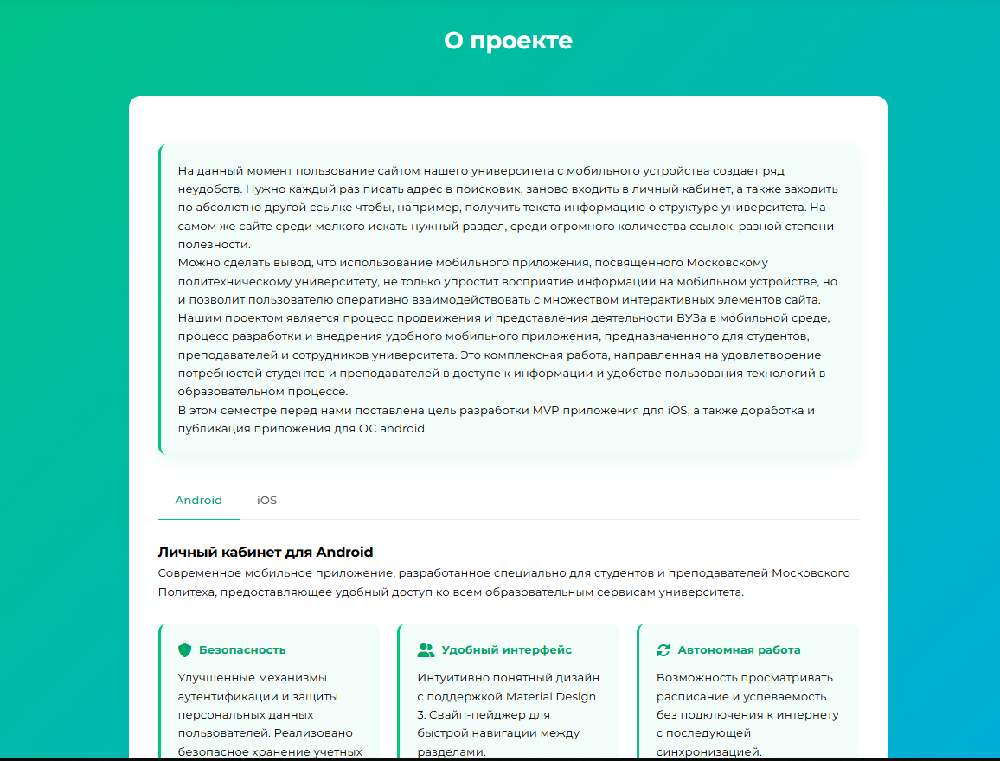 О проекте
На данный момент пользование сайтом нашего университета с мобильного устройства создает ряд
неудобств. Нужно каждый раз писать адрес в поисковик, заново входить в личный кабинет, а также заходить
по абсолютно другой ссылке чтобы, например, получить текста информацию о структуре университета. На
самом же сайте среди мелкого искать нужный раздел, среди огромного количества ссылок, разной степени
полезности.
Можно сделать вывод, что использование мобильного приложения, посвященного Московскому
политехническому университету, не только упростит восприятие информации на мобильном устройстве, но
и позволит пользователю оперативно взаимодействовать с множеством интерактивных элементов сайта.
Нашим проектом является процесс продвижения и представления деятельности ВУЗа в мобильной среде,
процесс разработки и внедрения удобного мобильного приложения, предназначенного для студентов,
преподавателей и сотрудников университета. Это комплексная работа, направленная на удовлетворение
потребностей студентов и преподавателей в доступе к информации и удобстве пользования технологий в
образовательном процессе.
В этом семестре перед нами поставлена цель разработки MVP приложения для iOS, а также доработка и
публикация приложения для ОС android.
Android iOS
Личный кабинет для Android
Современное мобильное приложение, разработанное специально для студентов и преподавателей Московского
Политеха, предоставляющее удобный доступ ко всем образовательным сервисам университета.
Безопасность
Улучшенные механизмы
аутентификации и защиты
персональных данных
пользователей. Реализовано
безопасное хранение учетных
Удобный интерфейс
Интуитивно понятный дизайн
с поддержкой Material Design
3. Свайп-пейджер для
быстрой навигации между
разделами.
Автономная работа
Возможность просматривать
расписание и успеваемость
без подключения к интернету
с последующей
синхронизацией.